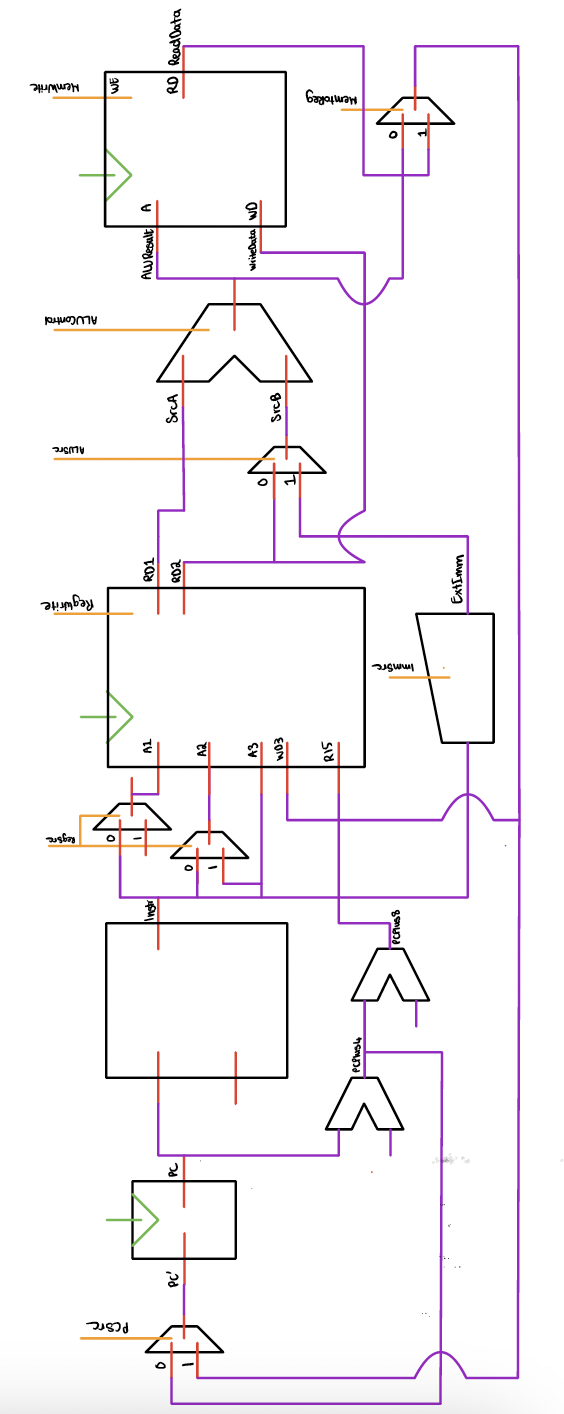 ReadData
MemWrite
WE
RD
MemtoReg
0
1
A
WD
ALUResult
WriteData
ALUControl
SrcA
SrcB
ALUSrc
0
1
RD1
RD2
ExtImm
RegWrite
ImmSrc
A1
A2
A3
WD3
R15
RegSrc
0
1
0
1
Instr
PCPlus8
PCPlus4
PC
PC'
PCSrc
0
1